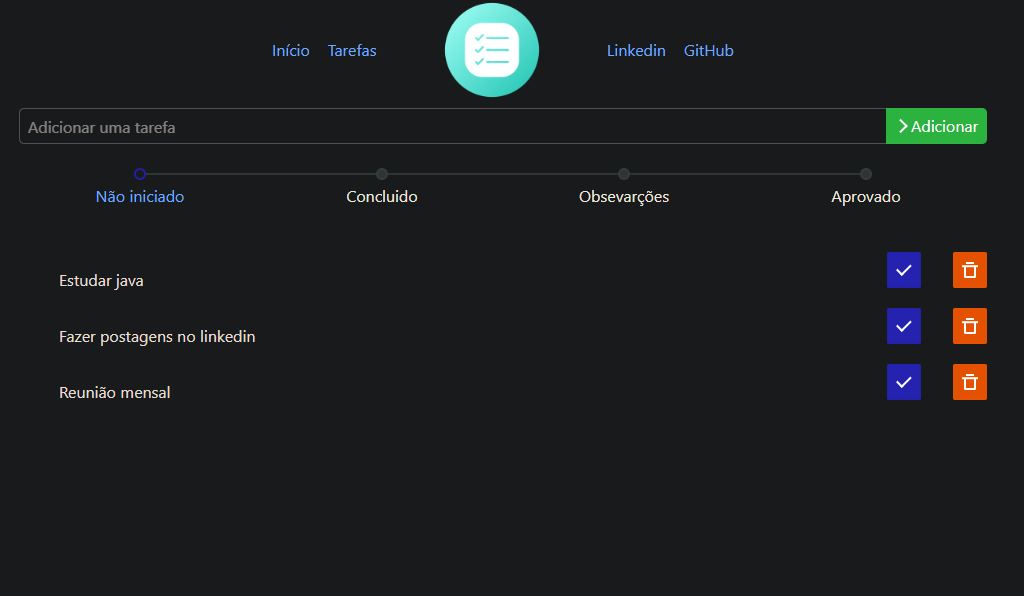 Início Tarefas Linkedin GitHub
Adicionar uma tarefa Adicionar
Não iniciado Concluido Obsevarções Aprovado
Estudar java
Fazer postagens no linkedin
Reunião mensal